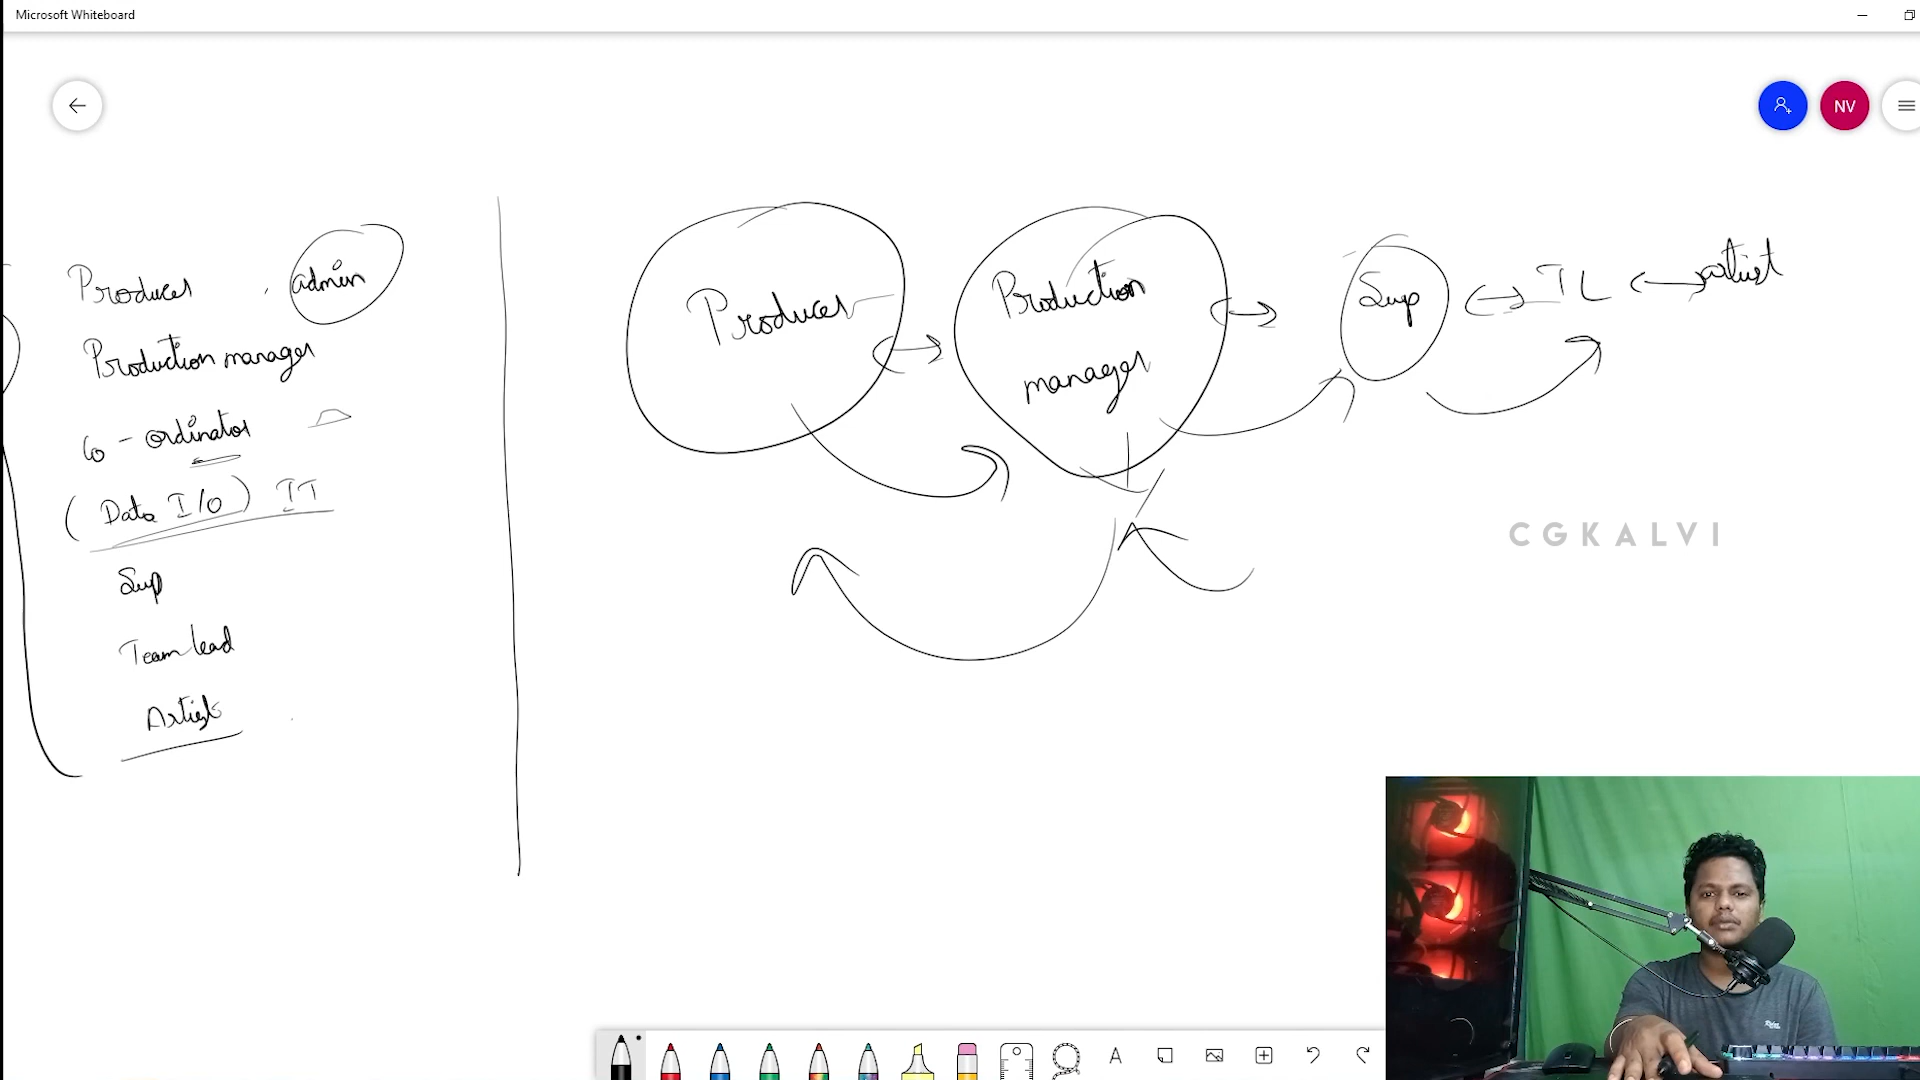 Microsoft Whiteboard
NV
Producer , admin
Production manager
Co - ordinator
(Data I/O) IT
Sup
Team lead
Artist
Producer
Production
manager
Sup
TL
artist
CGKALVI
A